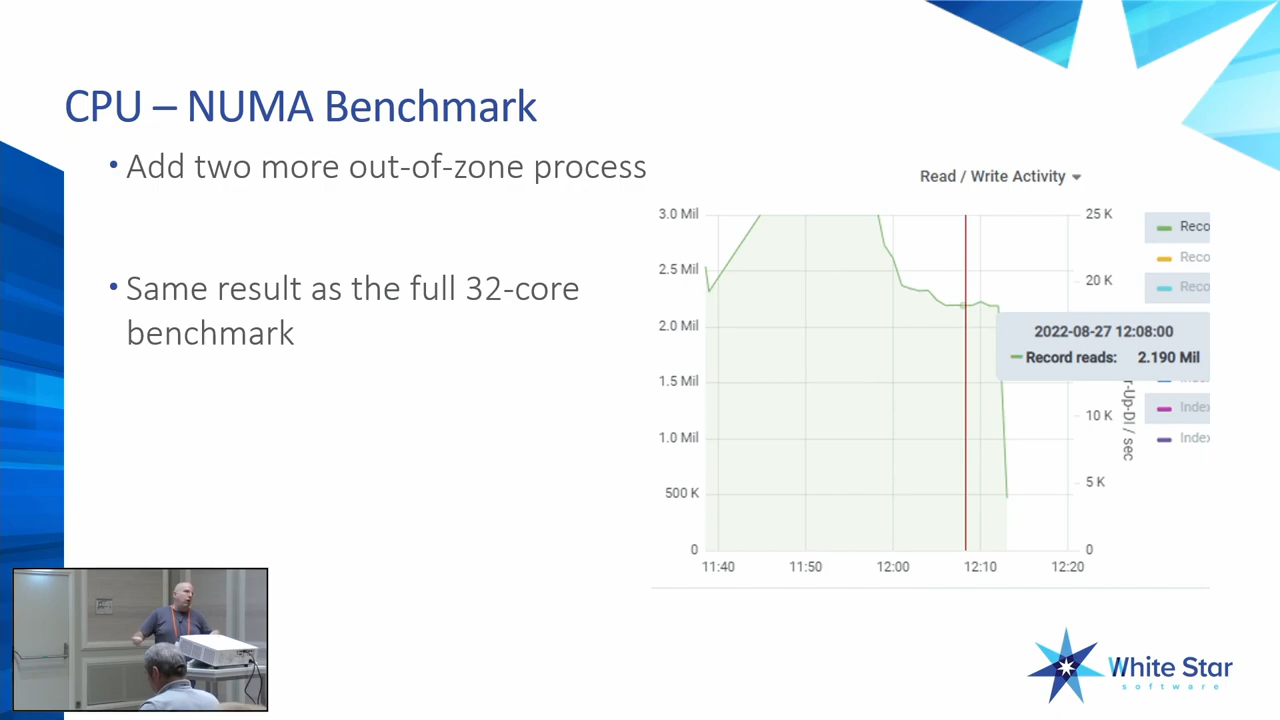 CPU – NUMA Benchmark
• Add two more out-of-zone process
• Same result as the full 32-core
benchmark
Read / Write Activity
3.0 Mil
2.5 Mil
2.0 Mil
1.5 Mil
1.0 Mil
500 K
0
25 K
20 K
10 K
5 K
0
r-Up-Dl / sec
11:40
11:50
12:00
12:10
12:20
2022-08-27 12:08:00
Record reads: 2.190 Mil
Reco
Reco
Reco
Index
Index
White Star
software